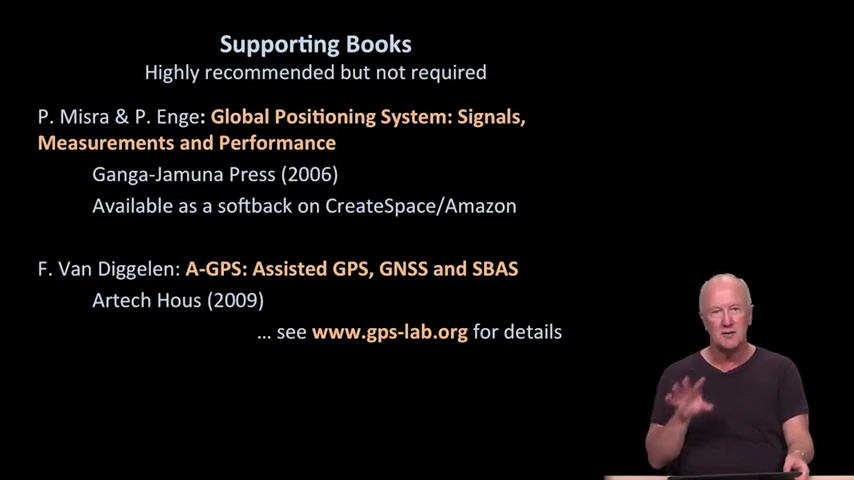 Supporting Books
Highly recommended but not required
P. Misra & P. Enge: Global Positioning System: Signals,
Measurements and Performance
Ganga-Jamuna Press (2006)
Available as a softback on CreateSpace/Amazon
F. Van Diggelen: A-GPS: Assisted GPS, GNSS and SBAS
Artech Hous (2009)
... see www.gps-lab.org for details